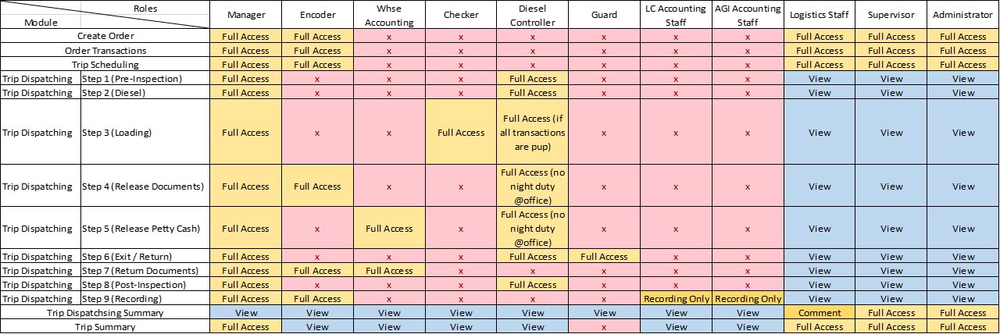 Roles
Module
Manager Encoder Whse Accounting Checker Diesel Controller Guard LC Accounting Staff AGI Accounting Staff Logistics Staff Supervisor Administrator
Create Order Full Access Full Access x x x x x x Full Access Full Access Full Access
Order Transactions Full Access Full Access x x x x x x Full Access Full Access Full Access
Trip Scheduling Full Access Full Access x x x x x x Full Access Full Access Full Access
Trip Dispatching Step 1 (Pre-Inspection) Full Access x x x Full Access x x x View View View
Trip Dispatching Step 2 (Diesel) Full Access x x x Full Access x x x View View View
Trip Dispatching Step 3 (Loading) Full Access x x Full Access Full Access (if all transactions are pup) x x x View View View
Trip Dispatching Step 4 (Release Documents) Full Access Full Access x x Full Access (no night duty @office) x x x View View View
Trip Dispatching Step 5 (Release Petty Cash) Full Access x Full Access x Full Access (no night duty @office) x x x View View View
Trip Dispatching Step 6 (Exit / Return) Full Access x x x Full Access Full Access x x View View View
Trip Dispatching Step 7 (Return Documents) Full Access Full Access Full Access x x x x x View View View
Trip Dispatching Step 8 (Post-Inspection) Full Access x x x Full Access x x x View View View
Trip Dispatching Step 9 (Recording) Full Access Full Access x x x x Recording Only Recording Only View View View
Trip Dispatchsing Summary View View View View View View View View Comment Full Access Full Access
Trip Summary Full Access View View View View x View View Full Access Full Access Full Access